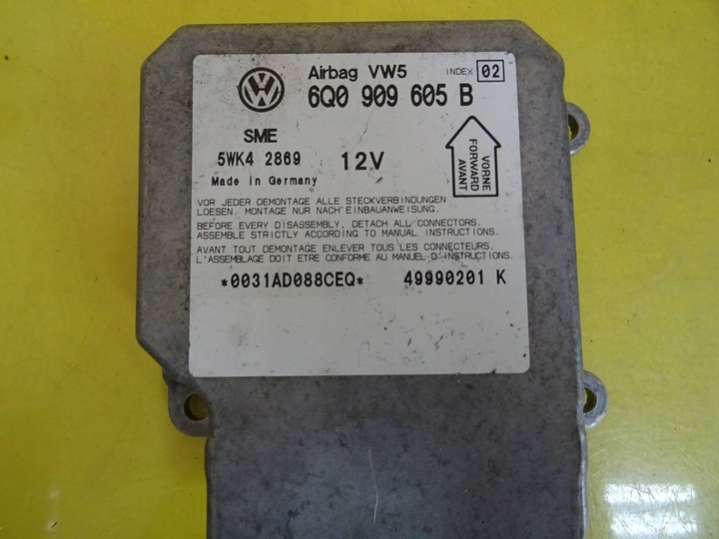 Airbag VW5 INDEX 02
6Q0 909 605 B
SME
5WK4 2869 12V
Made in Germany
VORNE
FORWARD
AVANT
VOR JEDER DEMONTAGE ALLE STECKVERBINDUNGEN
LOESEN. MONTAGE NUR NACH EINBAUANWEISUNG.
BEFORE EVERY DISASSEMBLY, DETACH ALL CONNECTORS.
ASSEMBLE STRICTLY ACCORDING TO MANUAL INSTRUCTIONS.
AVANT TOUT DEMONTAGE ENLEVER TOUS LES CONNECTEURS.
L'ASSEMBLAGE DOIT ETRE CONFORME AU MANUEL D'INSTRUCTIONS.
*0031AD088CEQ* 49990201 K